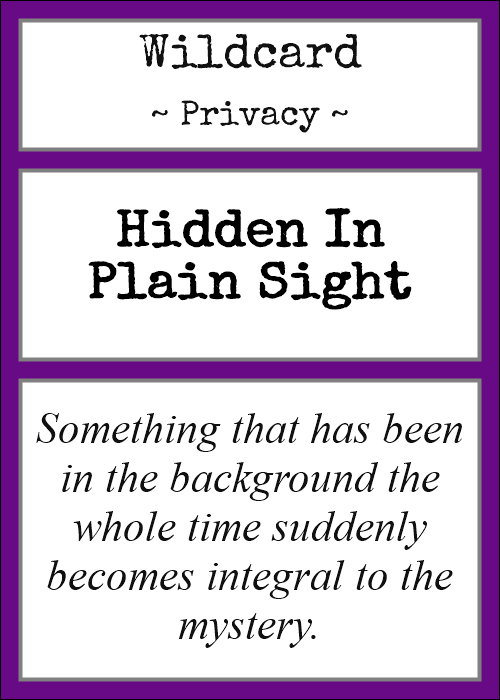 Wildcard
~ Privacy ~
Hidden In
Plain Sight
Something that has been
in the background the
whole time suddenly
becomes integral to the
mystery.